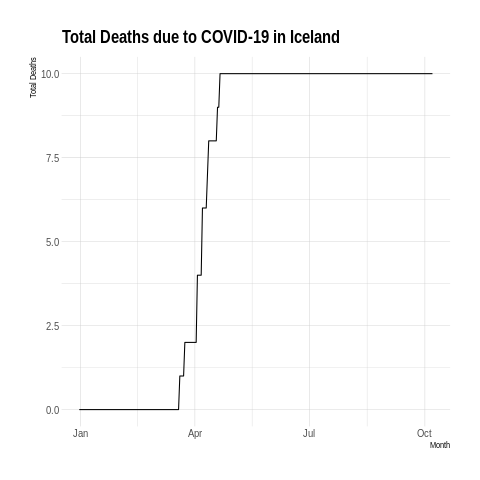 Total Deaths due to COVID-19 in Iceland
Total Deaths
10.0
7.5
5.0
2.5
0.0
Jan Apr Jul Oct
Month